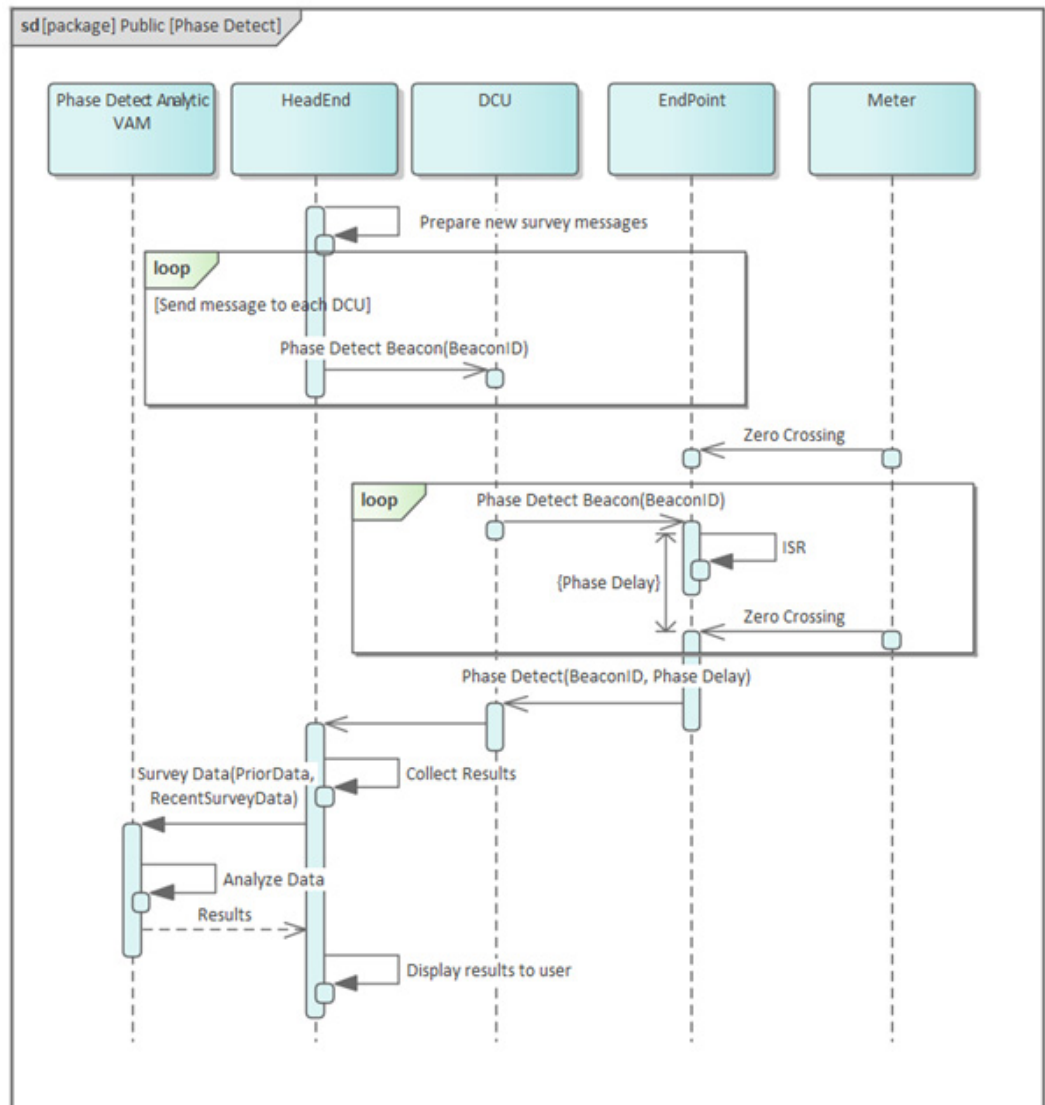 sd [package] Public [Phase Detect]
Phase Detect Analytic
VAM
HeadEnd
DCU
EndPoint
Meter
Prepare new survey messages
loop
[Send message to each DCU]
Phase Detect Beacon(BeaconID)
Zero Crossing
loop
Phase Detect Beacon(BeaconID)
ISR
{Phase Delay}
Zero Crossing
Phase Detect(BeaconID, Phase Delay)
Survey Data(PriorData,
RecentSurveyData)
Collect Results
Analyze Data
Results
Display results to user